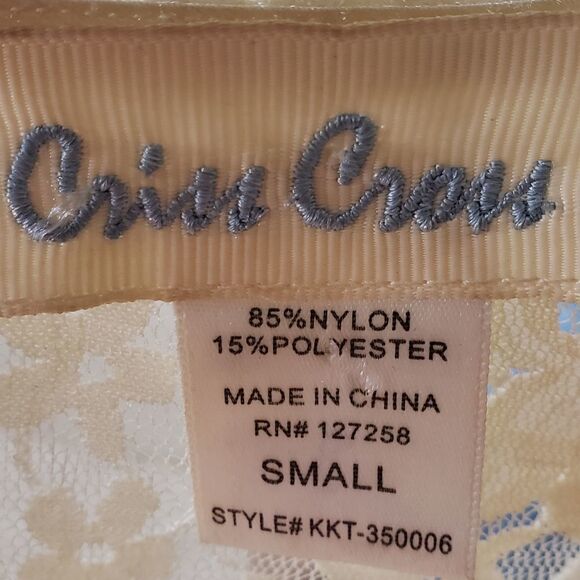 Criss Cross
85%NYLON
15%POLYESTER
MADE IN CHINA
RN# 127258
SMALL
STYLE# KKT-350006